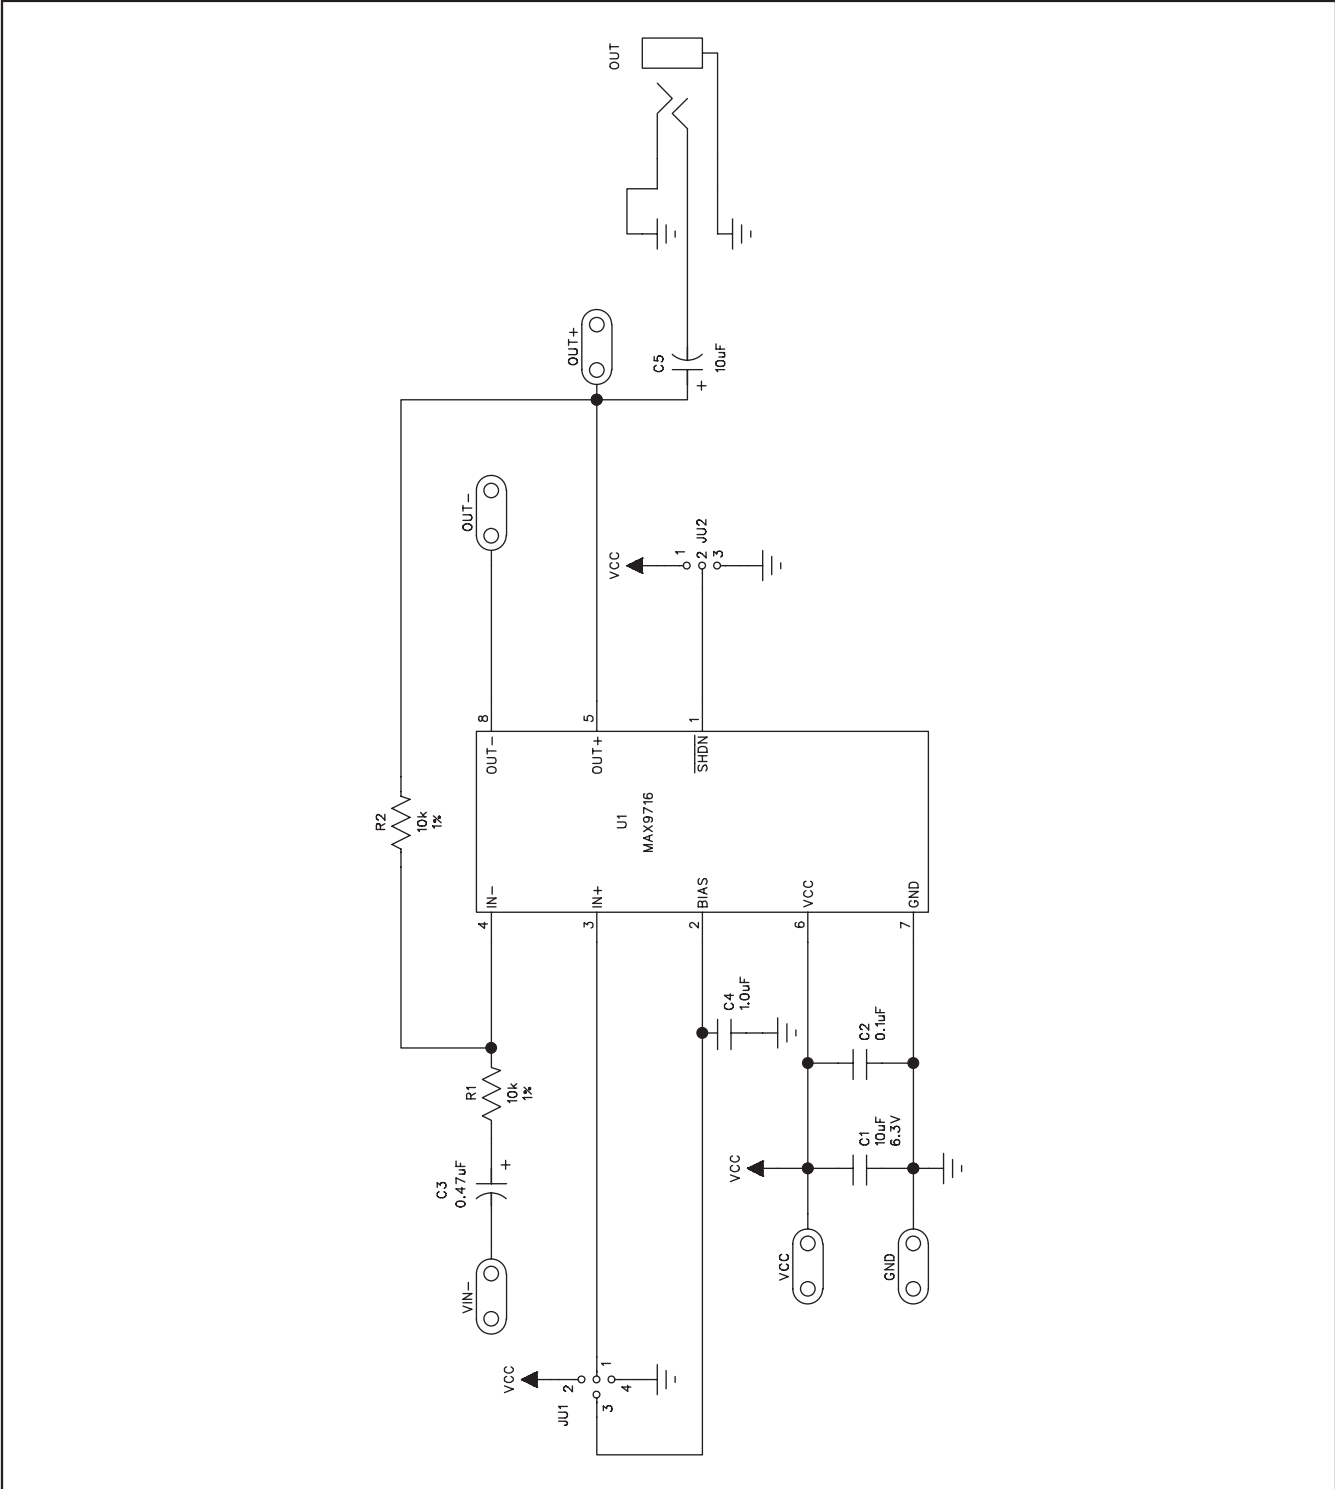 OUT
OUT+
C5
10uF
OUT-
VCC
1
2
3
JU2
8
5
1
OUT-
OUT+
SHDN
R2
10k
1%
U1
MAX9716
IN-
IN+
BIAS
VCC
GND
4
3
2
6
7
C4
1.0uF
C2
0.1uF
R1
10k
1%
C1
10uF
6.3V
VCC
C3
0.47uF
+
+
VIN-
VCC
GND
VCC
2
1
4
3
JU1